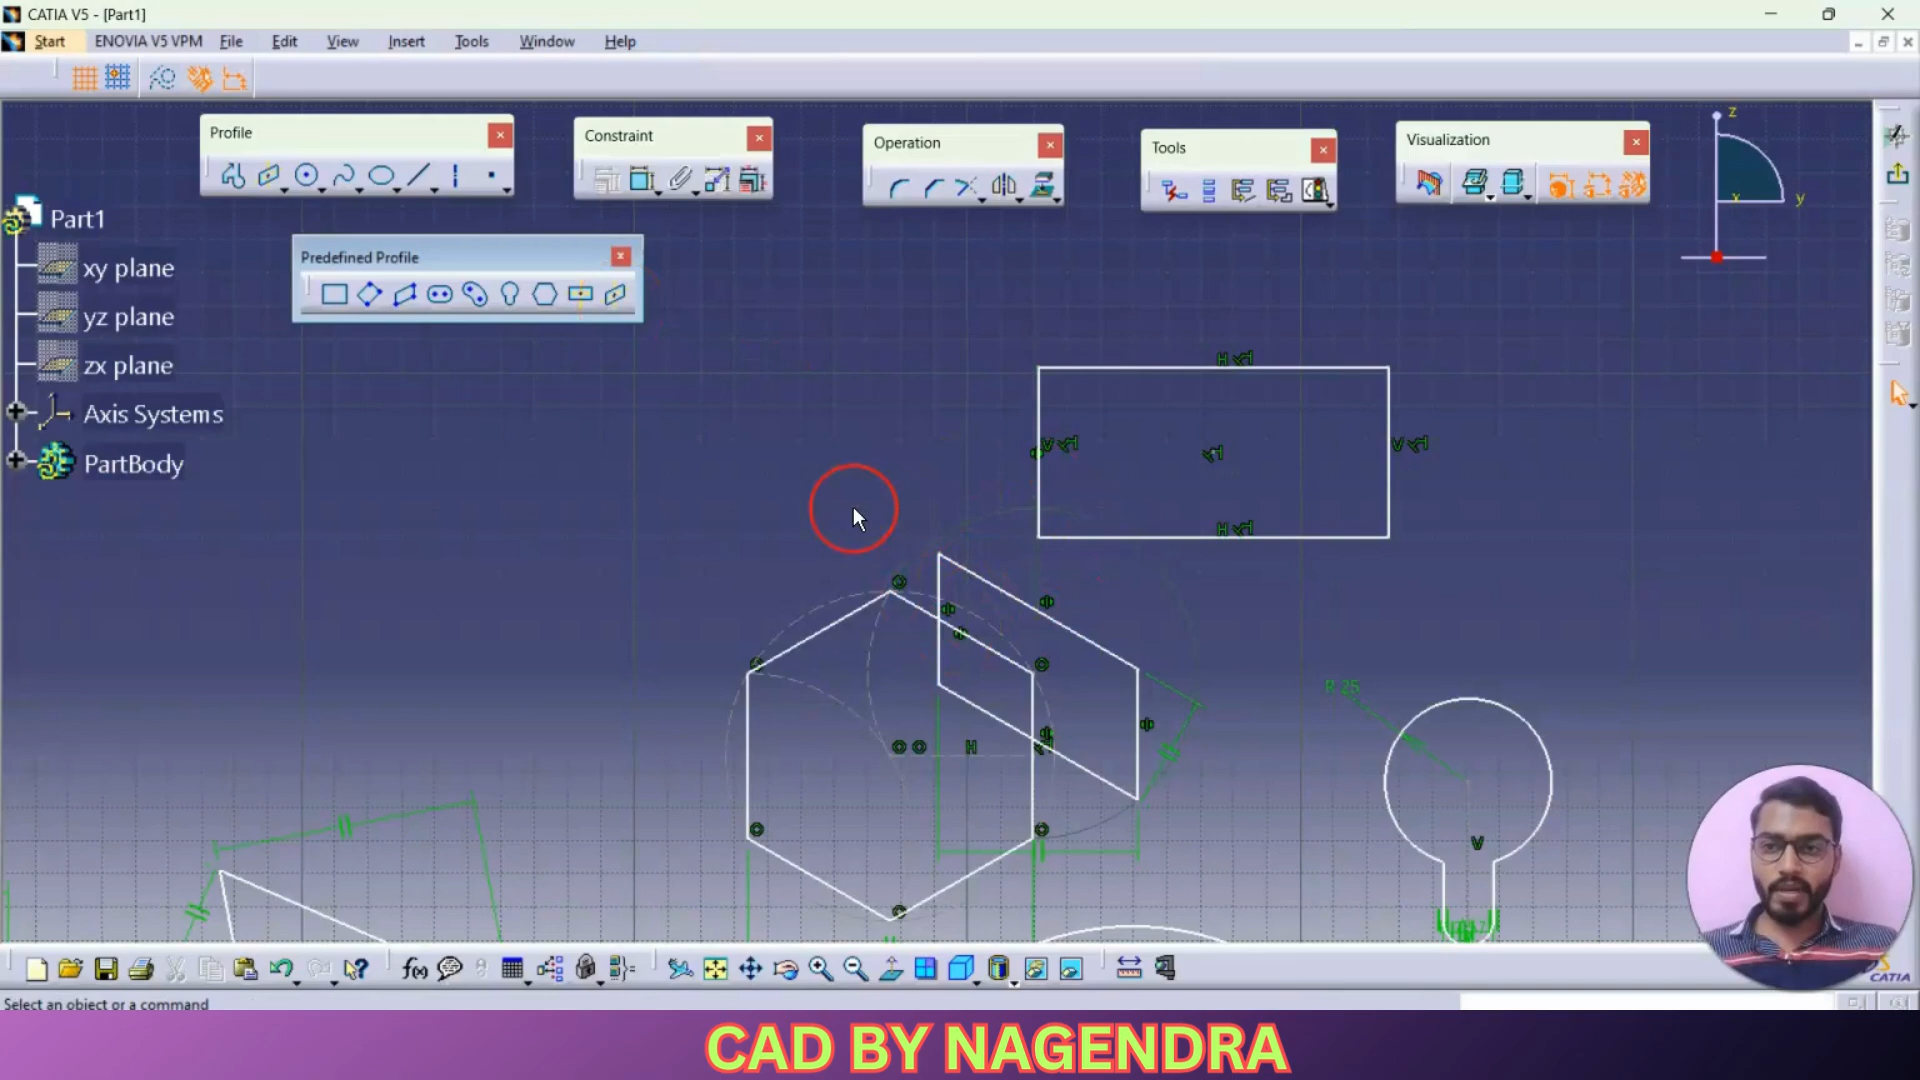 CATIA V5 - [Part1]
Start ENOVIA V5 VPM File Edit View Insert Tools Window Help
Profile
Constraint
Operation
Tools
Visualization
z
x
y
Part1
xy plane
yz plane
zx plane
Axis Systems
PartBody
Predefined Profile
H
V
V
H
R 25
H
V
f(x)
CATIA
Select an object or a command
CAD BY NAGENDRA